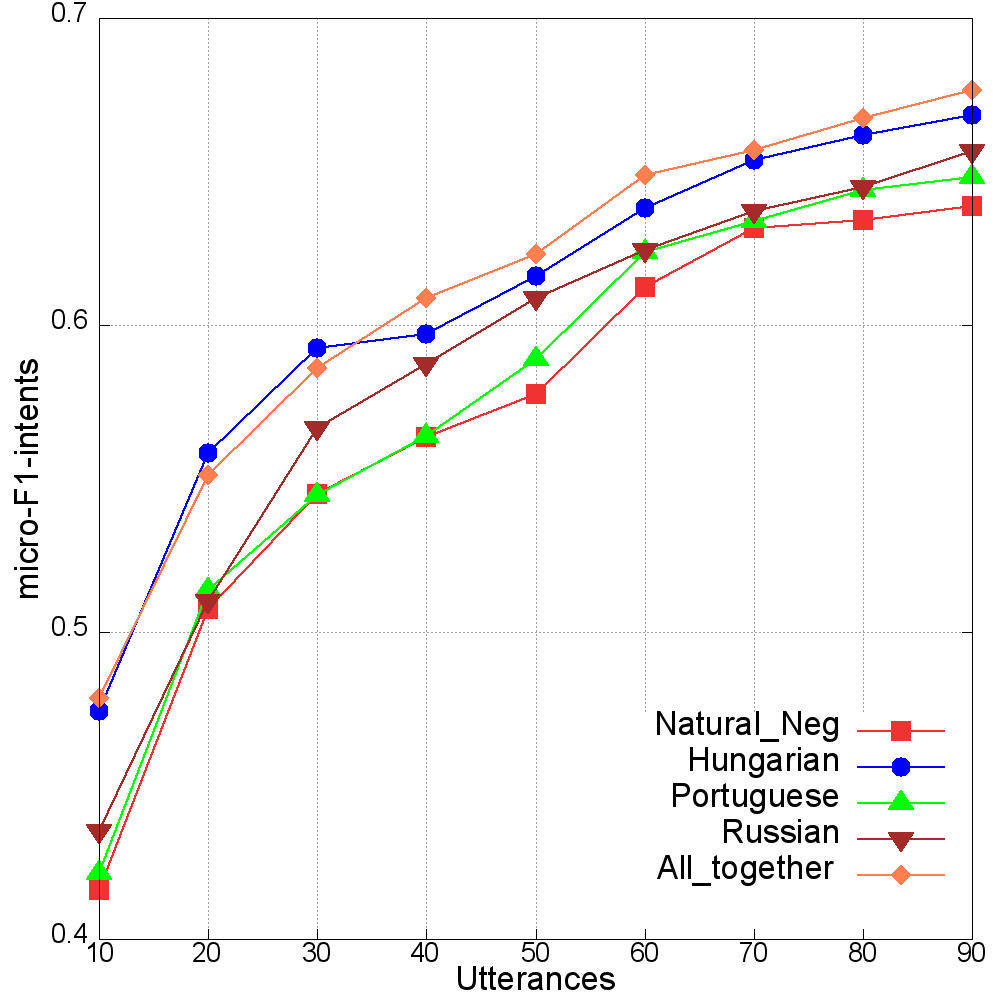 0.7
0.6
0.5
0.4
micro-F1-intents
Natural_Neg
Hungarian
Portuguese
Russian
All_together
10 20 30 40 50 60 70 80 90
Utterances